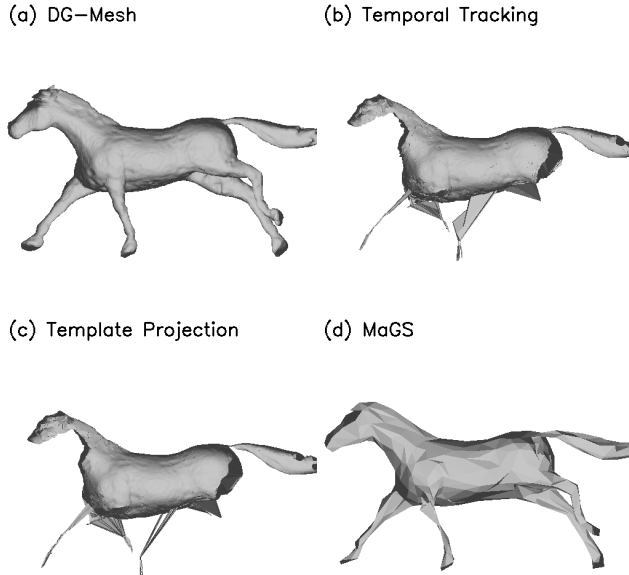 (a) DG-Mesh
(b) Temporal Tracking
(c) Template Projection
(d) MaGS